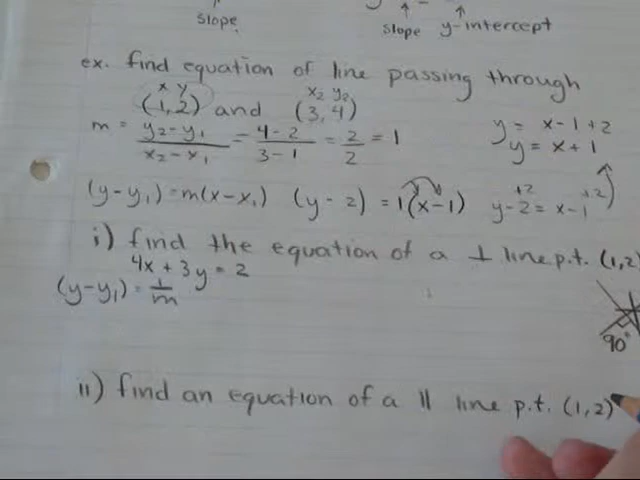 slope
slope y-intercept
ex. find equation of line passing through
x y x2 y2
(1,2) and (3,4)
m = y2-y1 / x2-x1 = 4-2 / 3-1 = 2/2 = 1
y = x-1+2
y = x+1
(y-y1)=m(x-x1) (y-2) = 1(x-1) y-2 = x-1
+2 +2
i) find the equation of a ⊥ line p.t. (1,2)
4x + 3y = 2
(y-y1) = 1/m
90°
ii) find an equation of a || line p.t. (1,2)